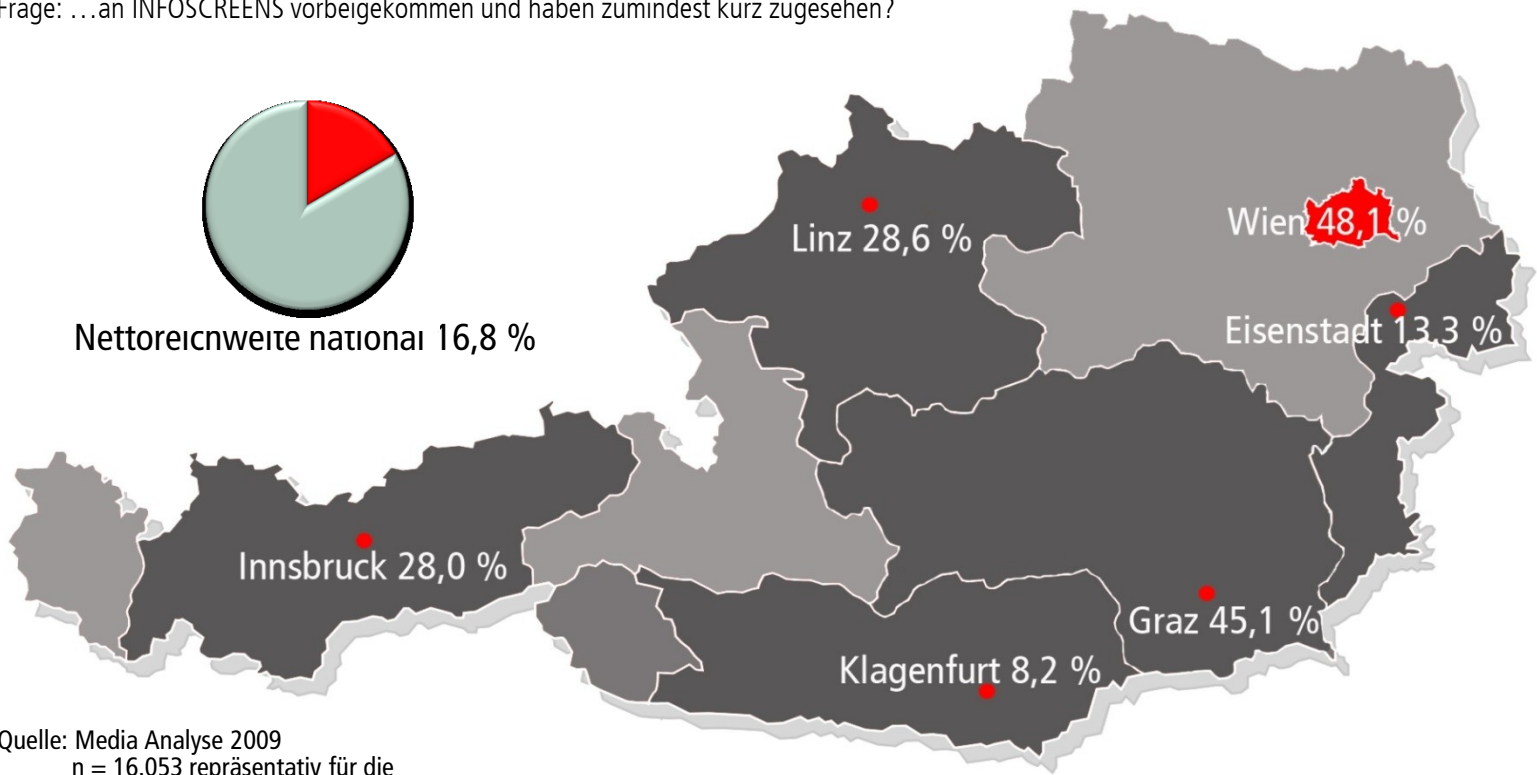 Frage: …an INFOSCREENS vorbeigekommen und haben zumindest kurz zugesehen?
Linz 28,6 %
Wien 48,1 %
Eisenstadt 13,3 %
Nettoreichweite national 16,8 %
Innsbruck 28,0 %
Graz 45,1 %
Klagenfurt 8,2 %
Quelle: Media Analyse 2009
n = 16.053 repräsentativ für die